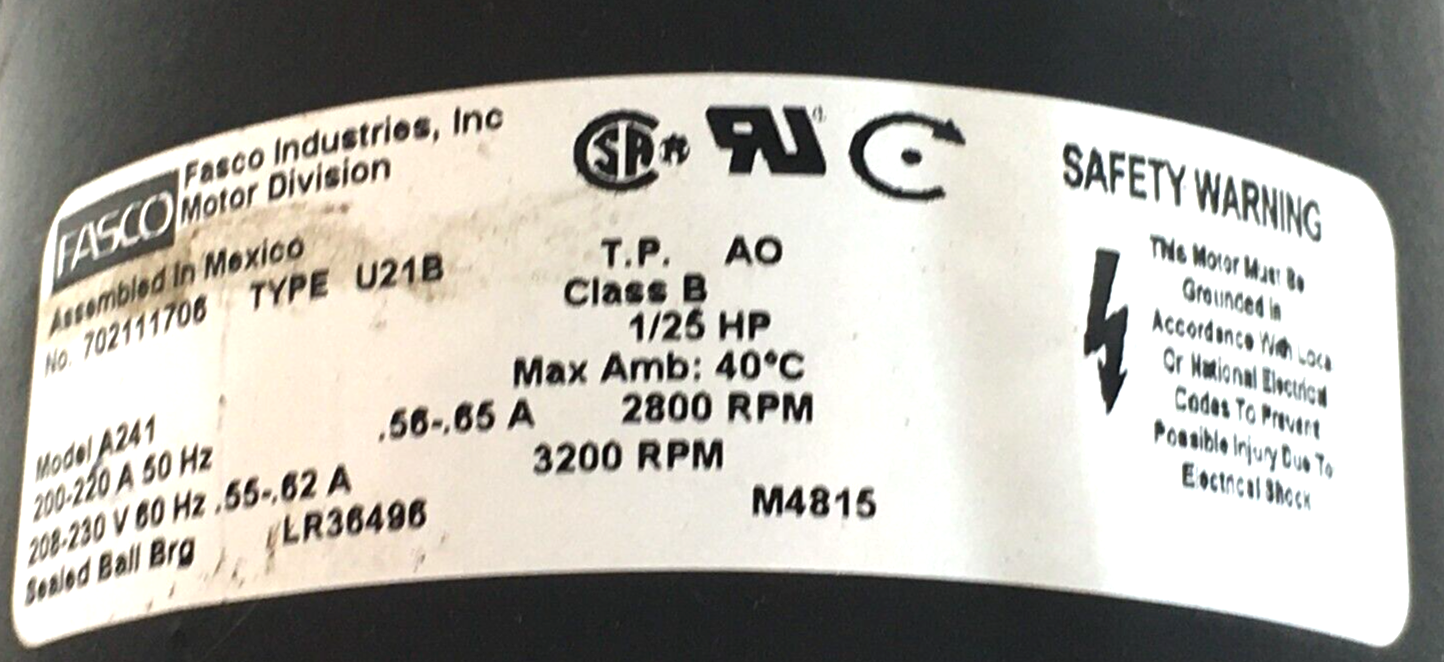 FASCO
Fasco Industries, Inc
Motor Division
Assembled In Mexico
No. 702111706 TYPE U21B
Model A241
200-220 A 50 Hz .56-.65 A 2800 RPM
208-230 V 60 Hz .55-.62 A 3200 RPM
Sealed Ball Brg LR36496 M4815
T.P. AO
Class B
1/25 HP
Max Amb: 40°C
SAFETY WARNING
This Motor Must Be
Grounded in
Accordance With Loca
Or National Electrical
Codes To Prevent
Possible Injury Due To
Electrical Shock